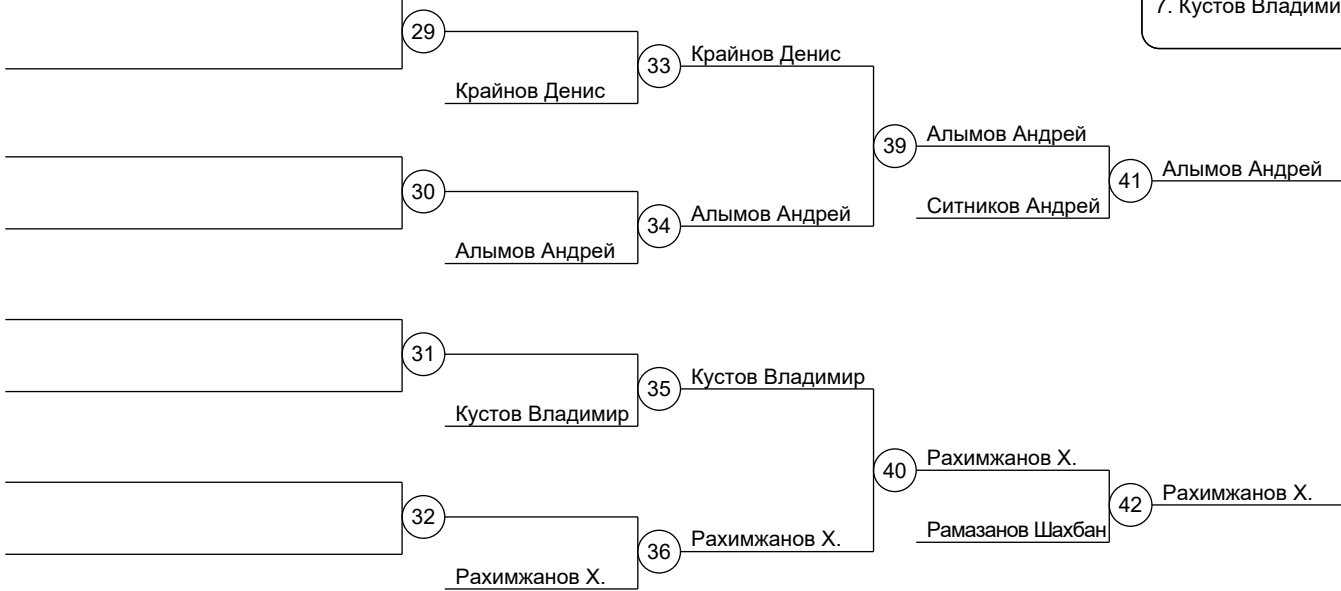 7. Кустов Владими
29
33
Крайнов Денис
Крайнов Денис
39
Алымов Андрей
41
Алымов Андрей
30
Ситников Андрей
34
Алымов Андрей
Алымов Андрей
31
35
Кустов Владимир
Кустов Владимир
40
Рахимжанов Х.
42
Рахимжанов Х.
32
Рамазанов Шахбан
36
Рахимжанов Х.
Рахимжанов Х.